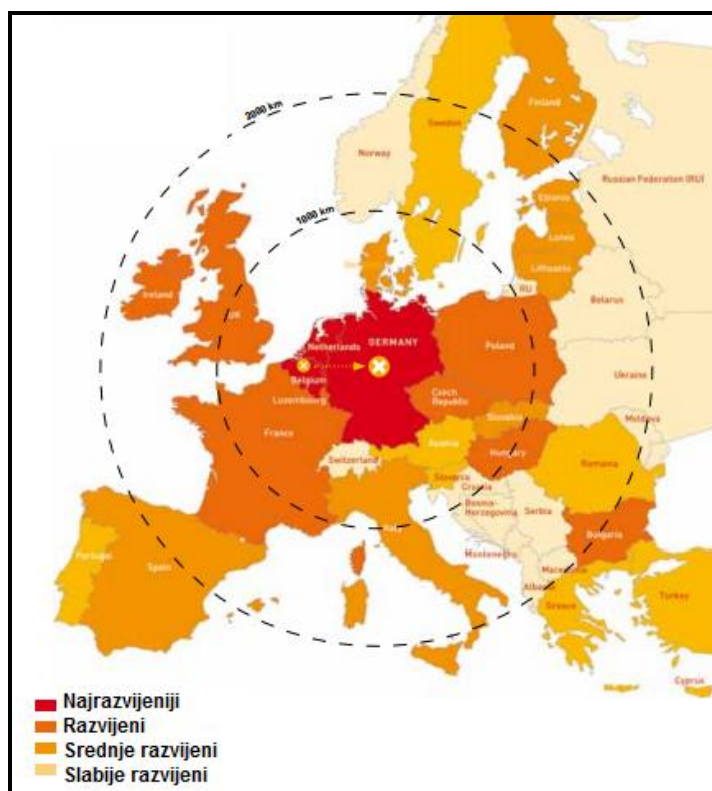 2000 km
Finland
Sweden
Norway
Russian Federation (RU)
1000 km
Estonia
Latvia
Lithuania
RU
Belarus
Ireland
UK
Netherlands
GERMANY
Poland
Belgium
Luxembourg
Czech
Republic
Ukraine
Slovakia
Moldova
France
Austria
Hungary
Switzerland
Slovenia
Croatia
Romania
Bosnia-
Herzegovina
Serbia
Italy
Bulgaria
Montenegro
Macedonia
Albania
Portugal
Spain
Greece
Turkey
Cyprus
Najrazvijeniji
Razvijeni
Srednje razvijeni
Slabije razvijeni